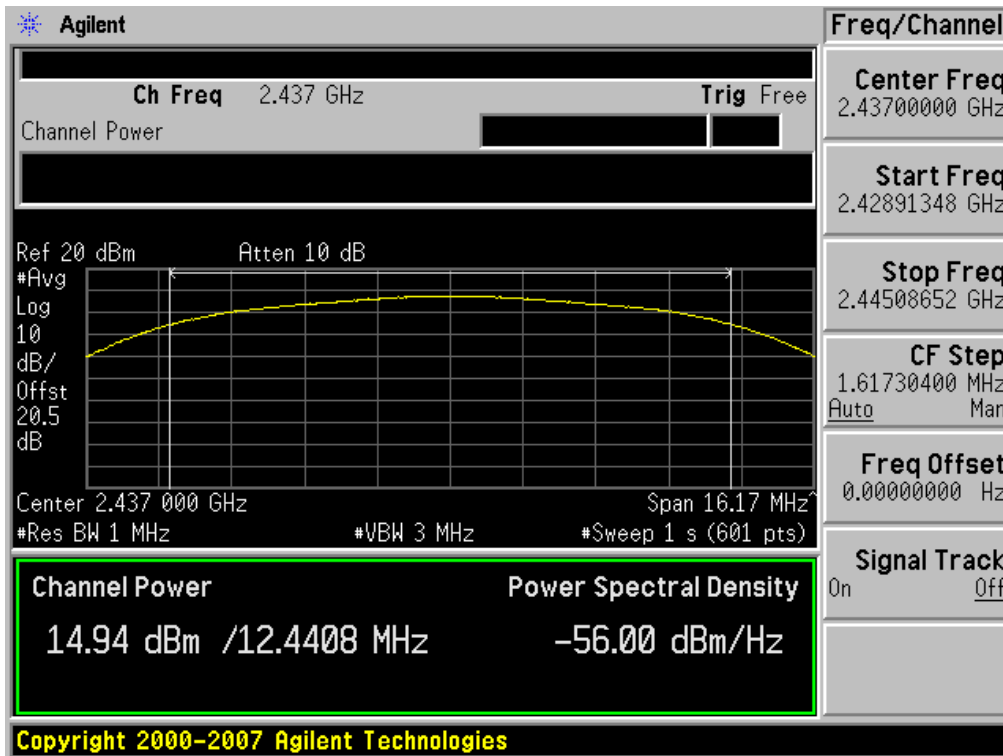 Agilent
Freq/Channel
Ch Freq 2.437 GHz
Trig Free
Channel Power
Ref 20 dBm
Atten 10 dB
#Avg
Log
10
dB/
Offst
20.5
dB
Center 2.437 000 GHz
Span 16.17 MHz^
#Res BW 1 MHz
#VBW 3 MHz
#Sweep 1 s (601 pts)
Channel Power
Power Spectral Density
14.94 dBm /12.4408 MHz
-56.00 dBm/Hz
Center Freq
2.43700000 GHz
Start Freq
2.42891348 GHz
Stop Freq
2.44508652 GHz
CF Step
1.61730400 MHz
Auto Man
Freq Offset
0.00000000 Hz
Signal Track
On Off
Copyright 2000-2007 Agilent Technologies